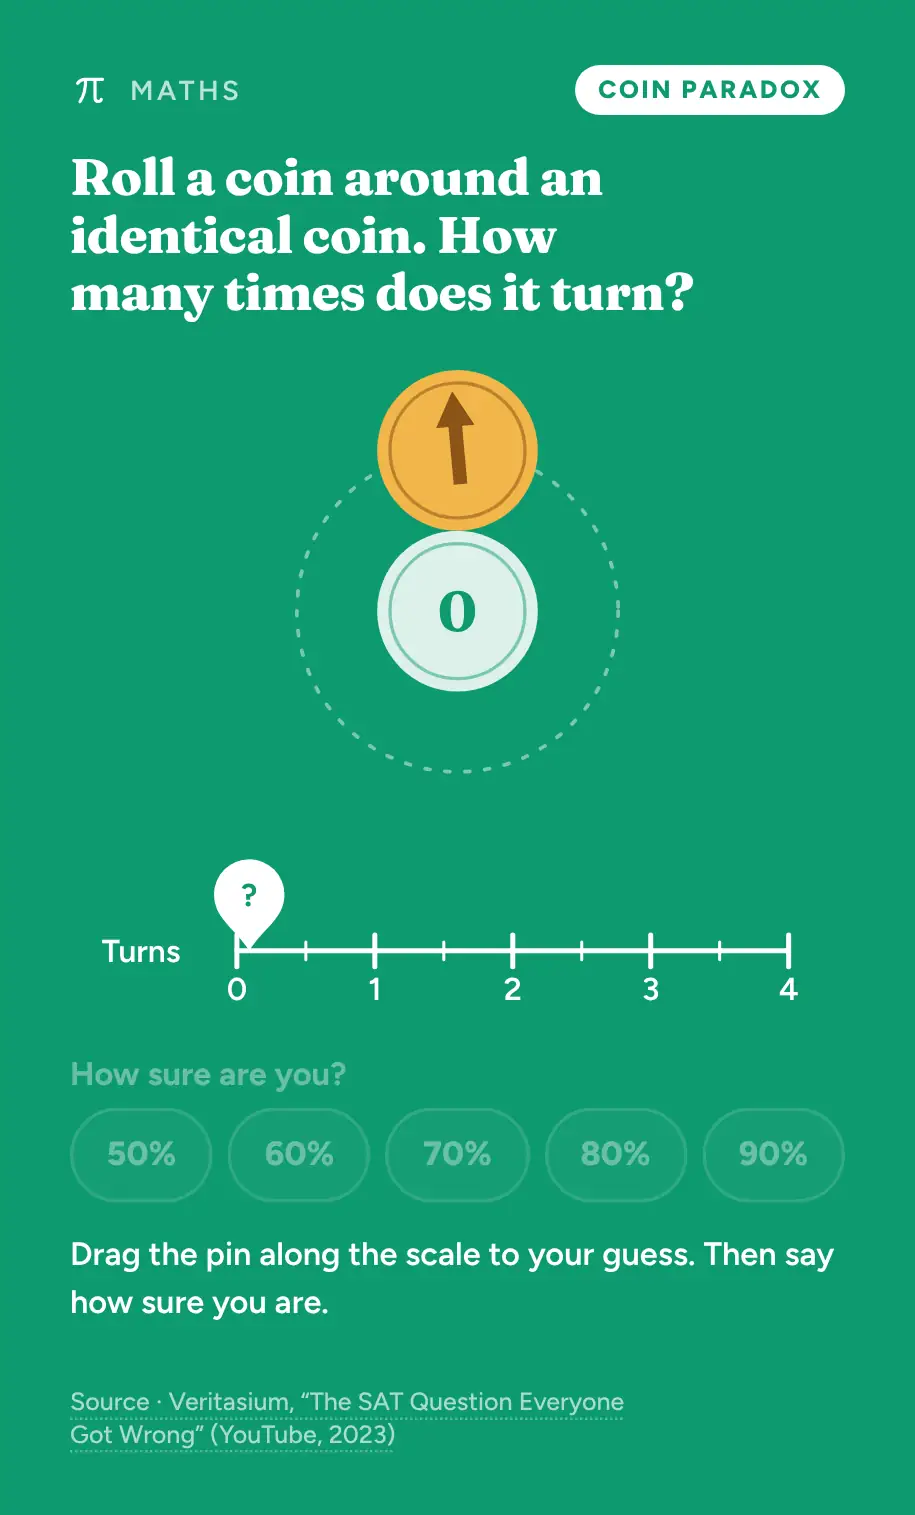 π MATHS
COIN PARADOX
Roll a coin around an
identical coin. How
many times does it turn?
0
?
Turns
0 1 2 3 4
How sure are you?
50% 60% 70% 80% 90%
Drag the pin along the scale to your guess. Then say
how sure you are.
Source · Veritasium, “The SAT Question Everyone
Got Wrong” (YouTube, 2023)